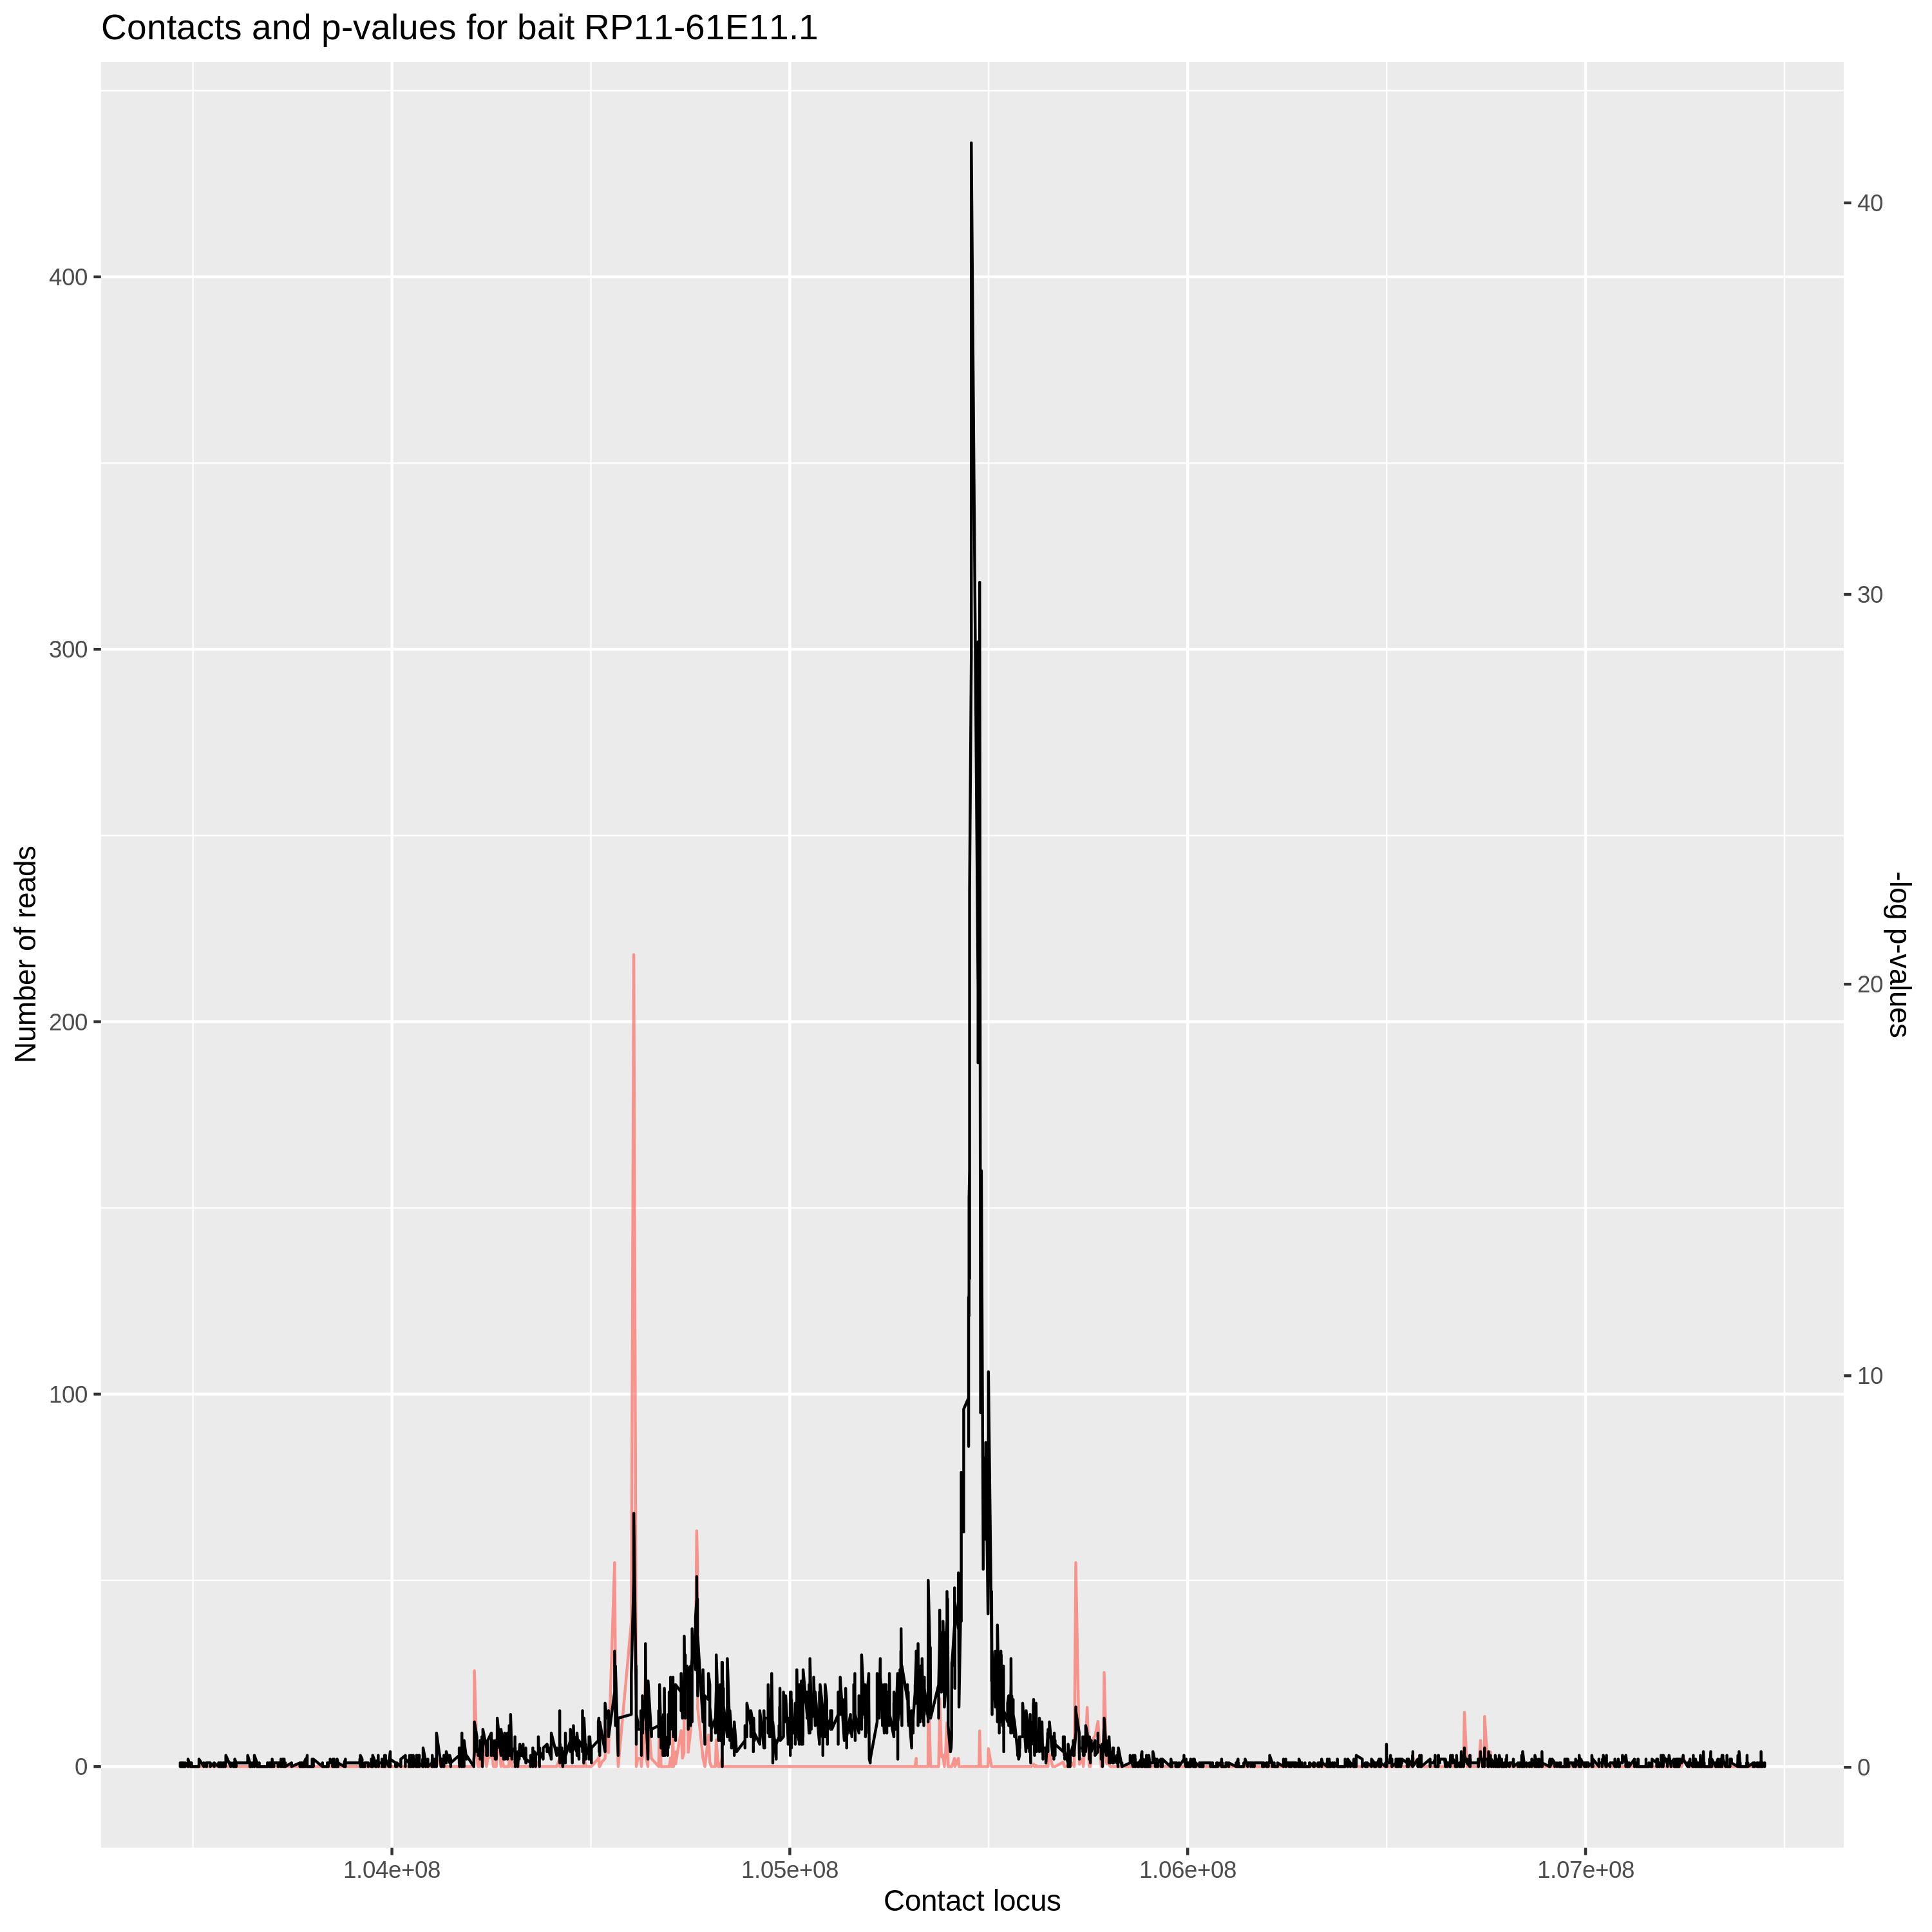 Contacts and p-values for bait RP11-61E11.1
400
300
200
100
0
Number of reads
40
30
20
10
0
-log p-values
1.04e+08
1.05e+08
1.06e+08
1.07e+08
Contact locus